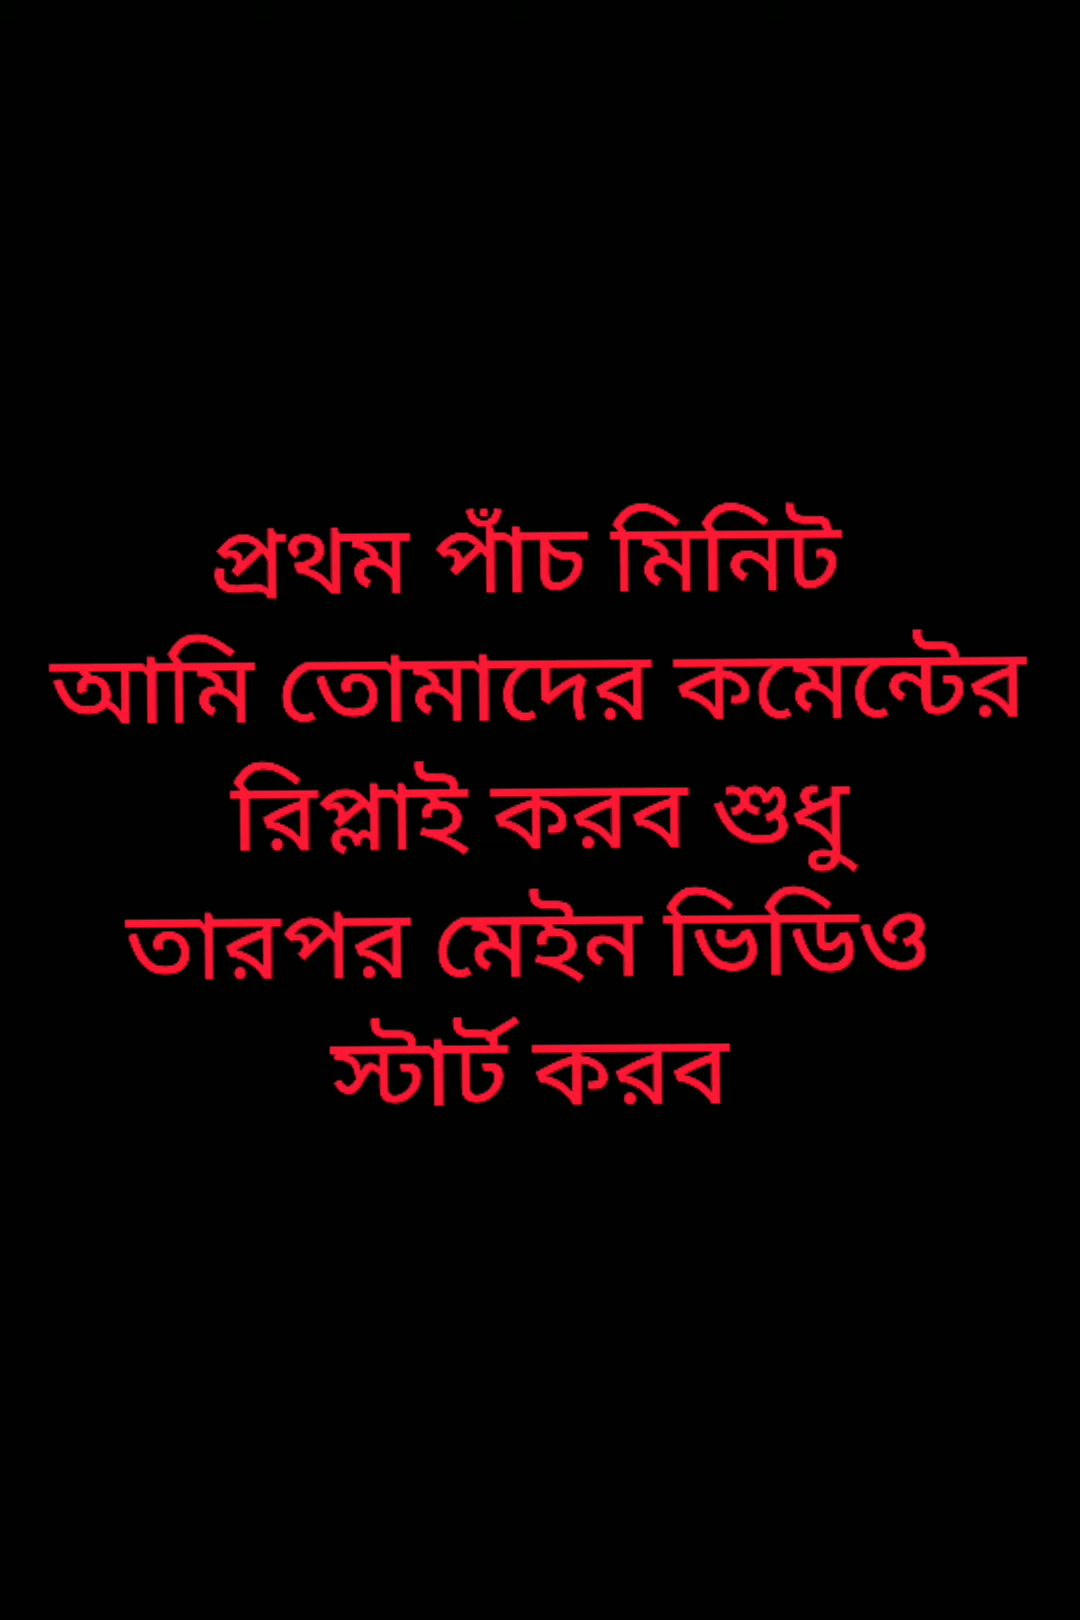 প্রথম পাঁচ মিনিট
আমি তোমাদের কমেন্টের
রিপ্লাই করব শুধু
তারপর মেইন ভিডিও
স্টার্ট করব